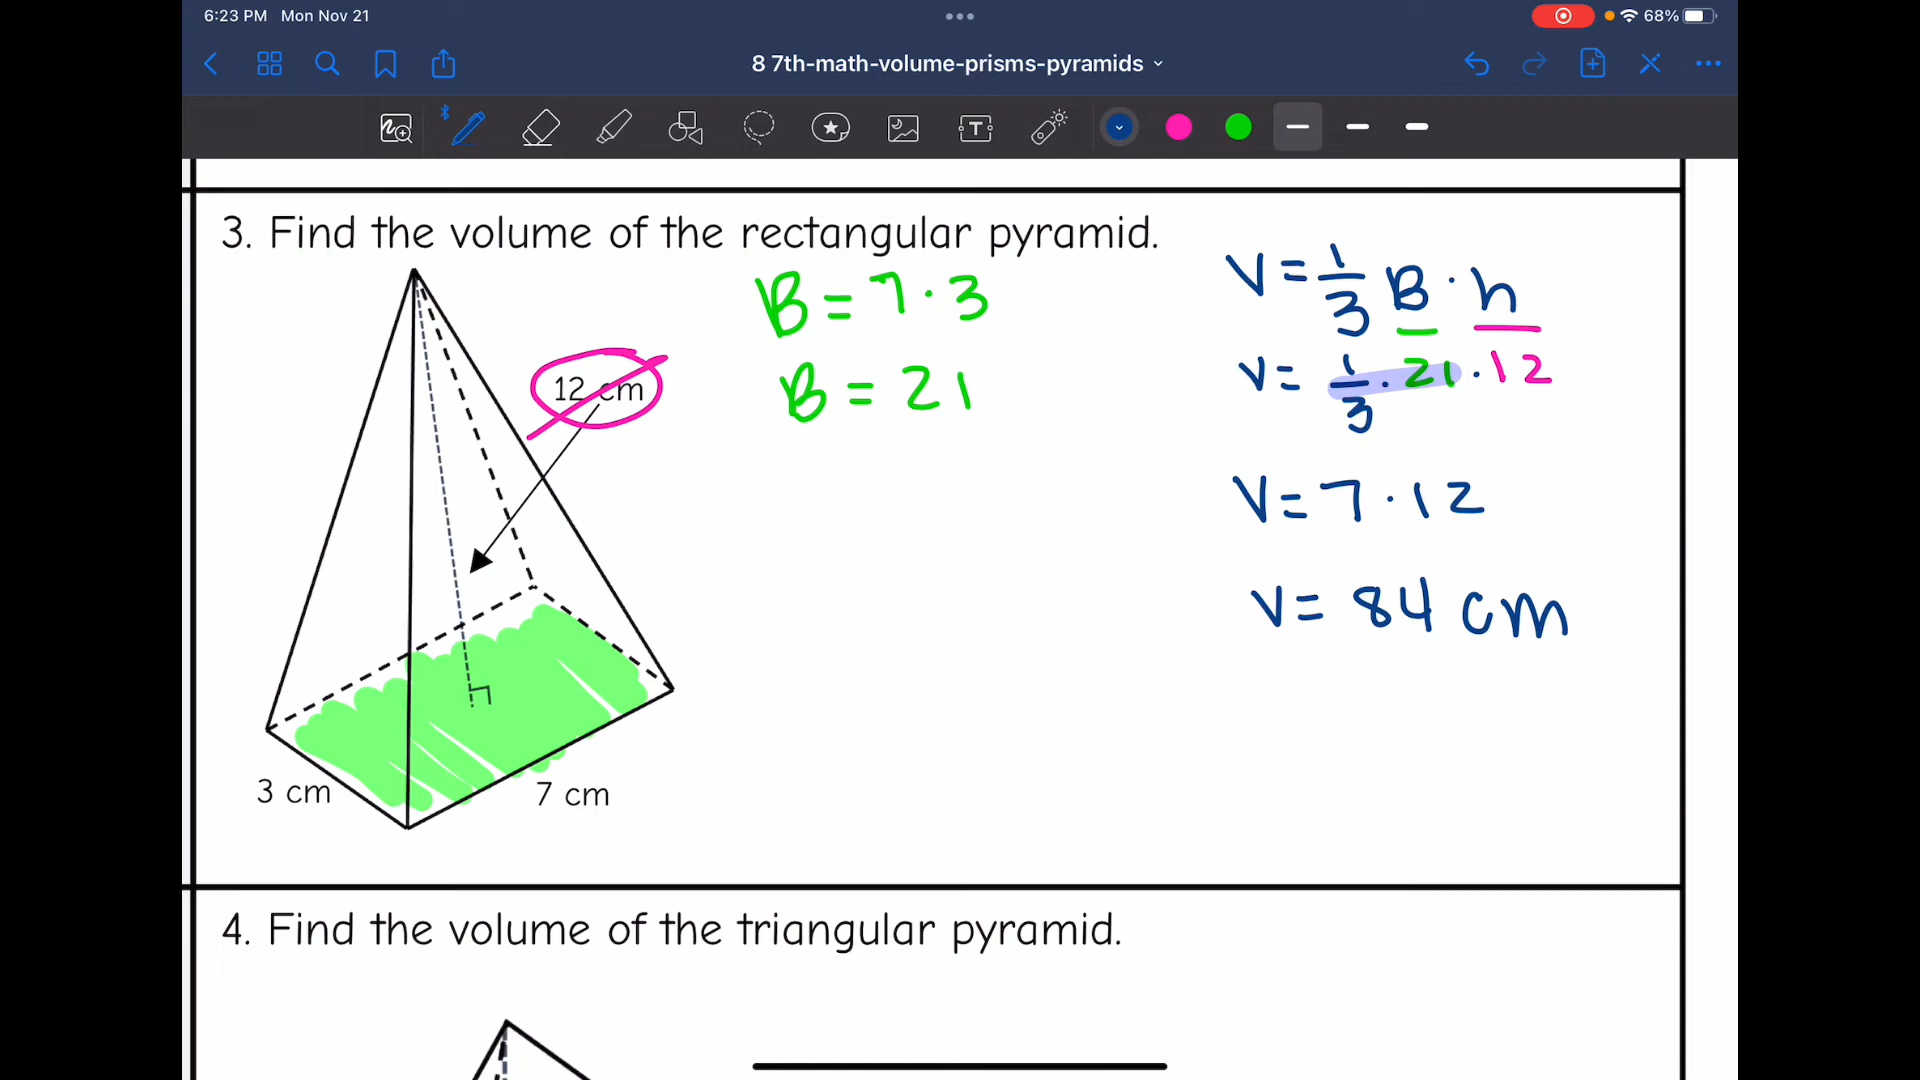 6:23 PM Mon Nov 21
68%
8 7th-math-volume-prisms-pyramids
3. Find the volume of the rectangular pyramid.
12 cm
3 cm
7 cm
B = 7 · 3
B = 21
V = 1/3 B · h
V = 1/3 · 21 · 12
V = 7 · 12
V = 84 cm
4. Find the volume of the triangular pyramid.